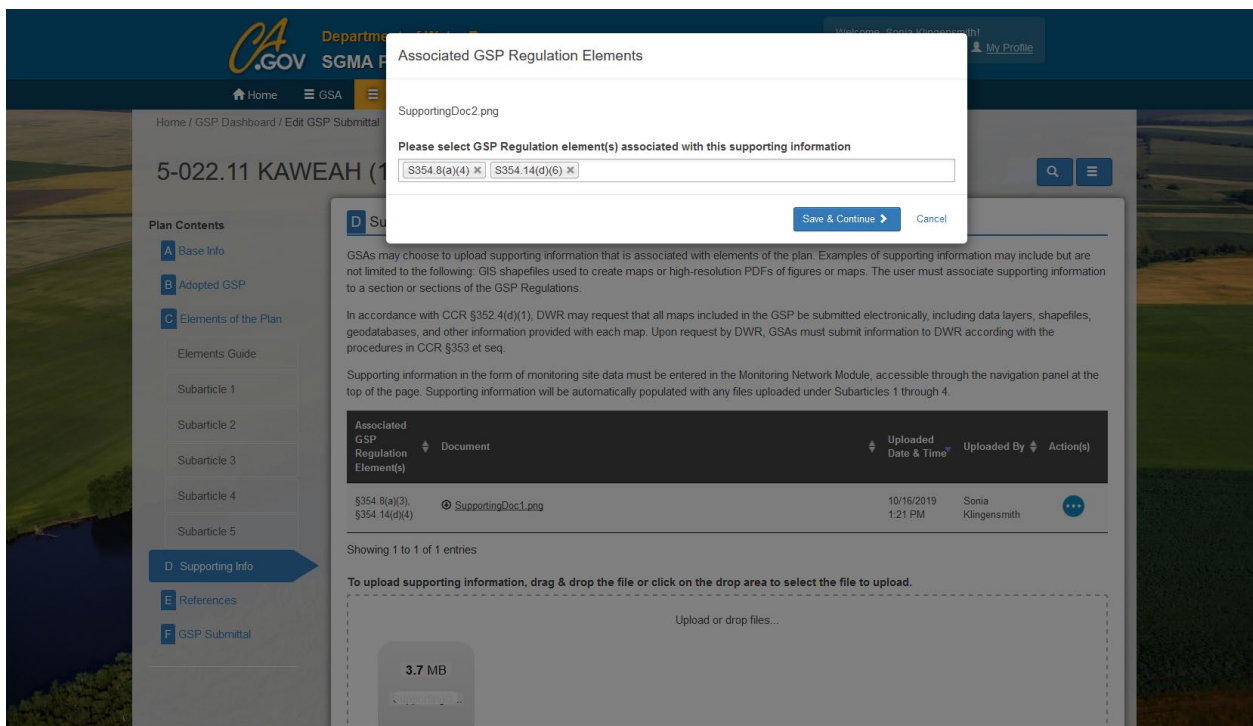 CA.GOV
Departme
SGMA P
Welcome, Sonia Klingensmith!
My Profile
Home
GSA
Home / GSP Dashboard / Edit GSP Submittal
5-022.11 KAWEAH (1
Associated GSP Regulation Elements
SupportingDoc2.png
Please select GSP Regulation element(s) associated with this supporting information
S354.8(a)(4) × S354.14(d)(6) ×
Save & Continue
Cancel
Plan Contents
A Base Info
B Adopted GSP
C Elements of the Plan
Elements Guide
Subarticle 1
Subarticle 2
Subarticle 3
Subarticle 4
Subarticle 5
D Supporting Info
E References
F GSP Submittal
D Su
GSAs may choose to upload supporting information that is associated with elements of the plan. Examples of supporting information may include but are
not limited to the following: GIS shapefiles used to create maps or high-resolution PDFs of figures or maps. The user must associate supporting information
to a section or sections of the GSP Regulations.
In accordance with CCR §352.4(d)(1), DWR may request that all maps included in the GSP be submitted electronically, including data layers, shapefiles,
geodatabases, and other information provided with each map. Upon request by DWR, GSAs must submit information to DWR according with the
procedures in CCR §353 et seq.
Supporting information in the form of monitoring site data must be entered in the Monitoring Network Module, accessible through the navigation panel at the
top of the page. Supporting information will be automatically populated with any files uploaded under Subarticles 1 through 4.
Associated
GSP
Regulation
Element(s)
Document
Uploaded
Date & Time
Uploaded By
Action(s)
§354.8(a)(3),
§354.14(d)(4)
SupportingDoc1.png
10/16/2019
1:21 PM
Sonia
Klingensmith
Showing 1 to 1 of 1 entries
To upload supporting information, drag & drop the file or click on the drop area to select the file to upload.
Upload or drop files...
3.7 MB